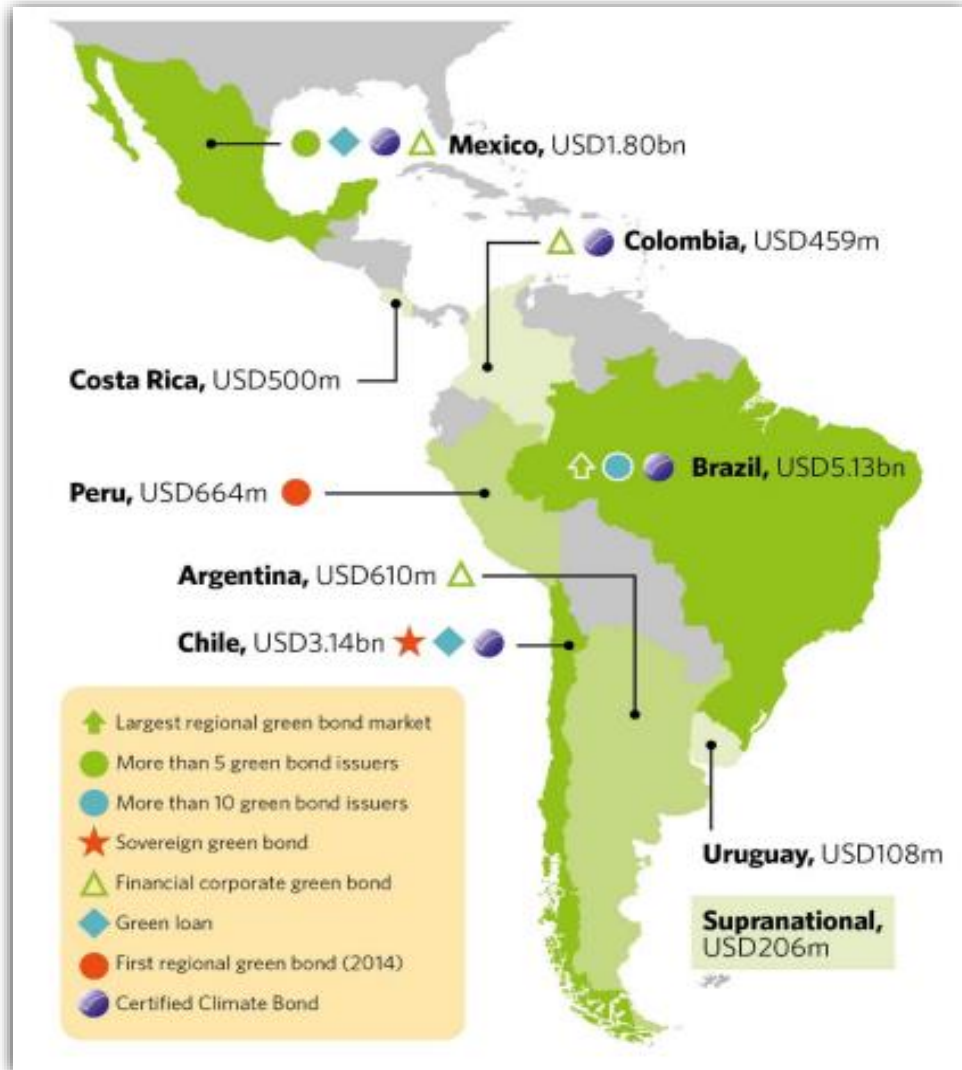 Mexico, USD1.80bn
Colombia, USD459m
Costa Rica, USD500m
Brazil, USD5.13bn
Peru, USD664m
Argentina, USD610m
Chile, USD3.14bn
Largest regional green bond market
More than 5 green bond issuers
More than 10 green bond issuers
Sovereign green bond
Financial corporate green bond
Green loan
First regional green bond (2014)
Certified Climate Bond
Uruguay, USD108m
Supranational,
USD206m